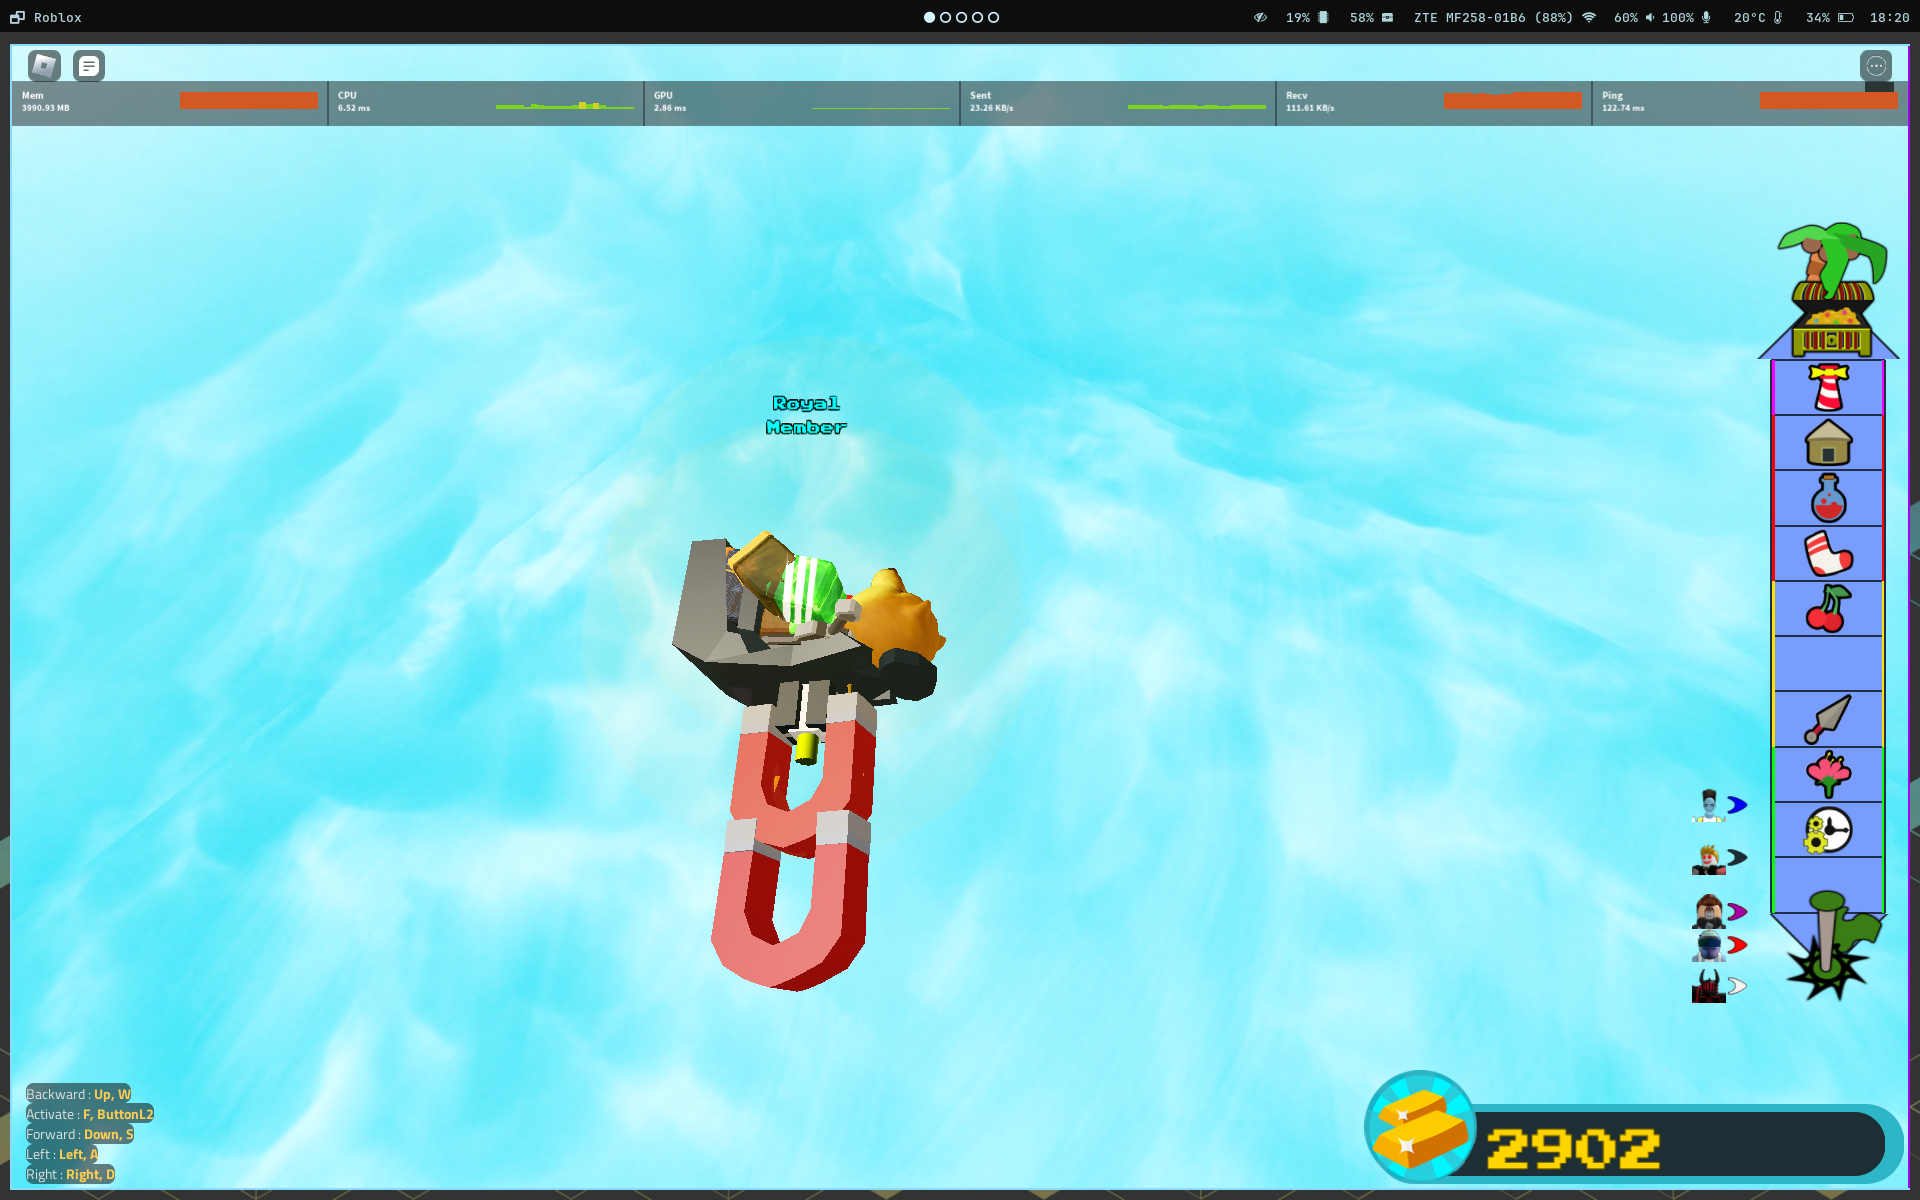 Roblox
19% 58% ZTE MF258-01B6 (88%) 60% 100% 20°C 34% 18:20
Mem
3990.93 MB
CPU
6.52 ms
GPU
2.86 ms
Sent
23.26 KB/s
Recv
111.61 KB/s
Ping
122.74 ms
Royal
Member
Backward : Up, W
Activate : F, ButtonL2
Forward : Down, S
Left : Left, A
Right : Right, D
2902